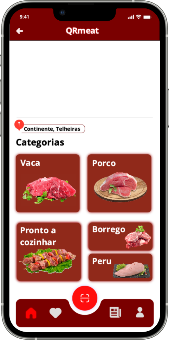 9:41
QRmeat
Continente, Telheiras
Categorias
Vaca
Porco
Pronto a
cozinhar
Borrego
Peru